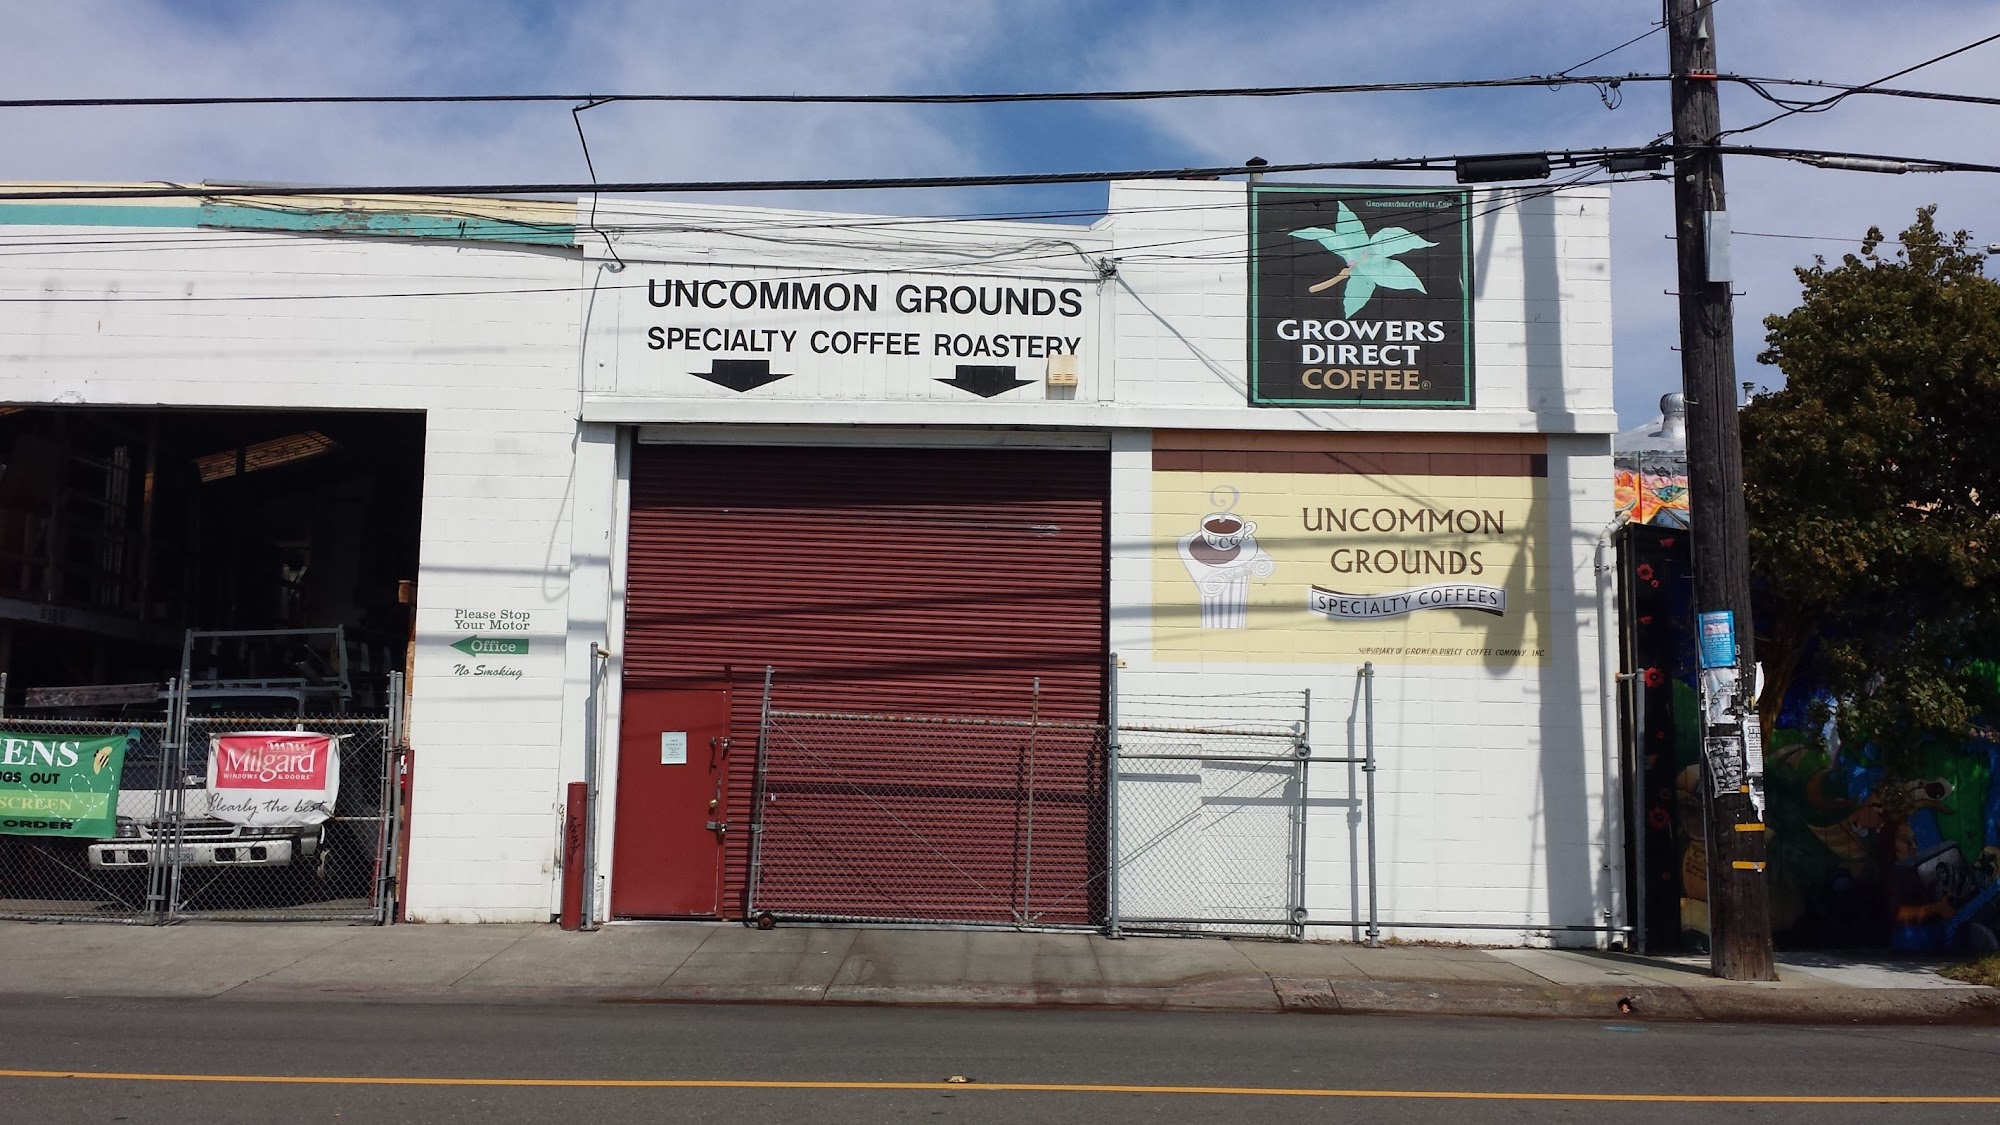 UNCOMMON GROUNDS
SPECIALTY COFFEE ROASTERY
GrowersdirectCoffee.Com
GROWERS
DIRECT
COFFEE®
UCG
UNCOMMON
GROUNDS
SPECIALTY COFFEES
SUBSIDIARY OF GROWERS DIRECT COFFEE COMPANY, INC.
Please Stop
Your Motor
Office
No Smoking
ENS
GS OUT
SCREEN
ORDER
Milgard
WINDOWS & DOORS
Clearly the best